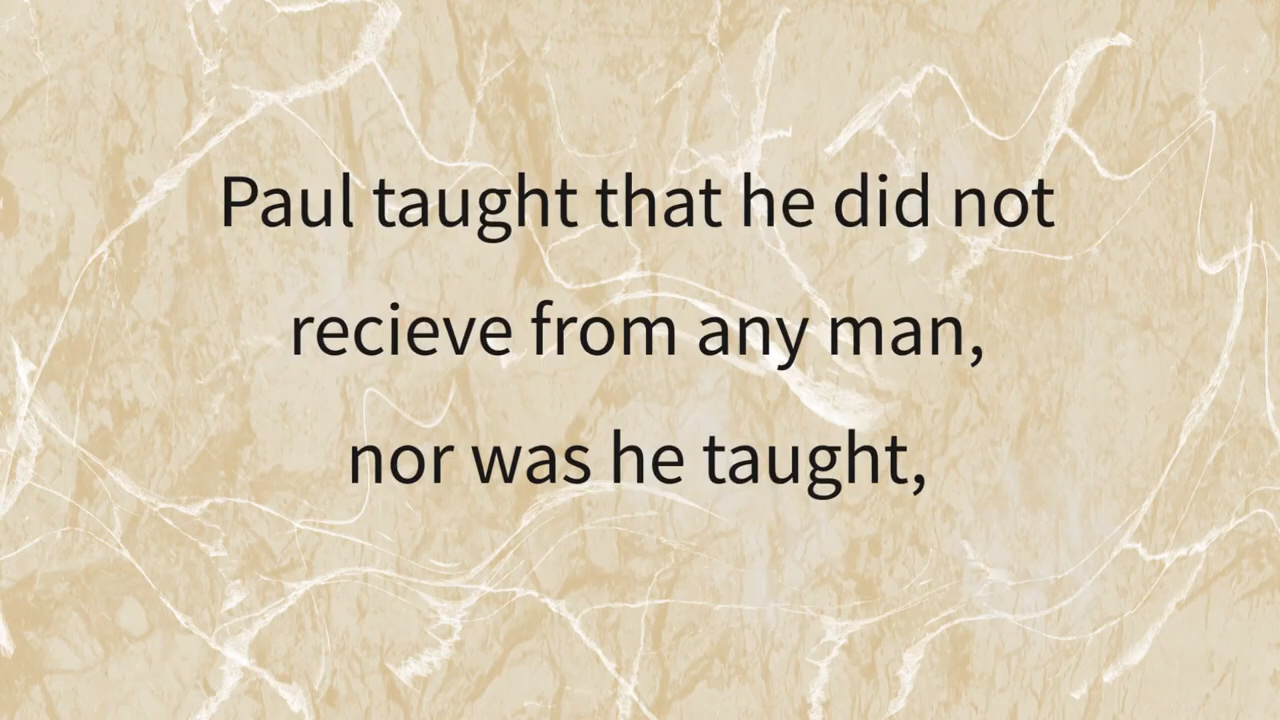 Paul taught that he did not
recieve from any man,
nor was he taught,